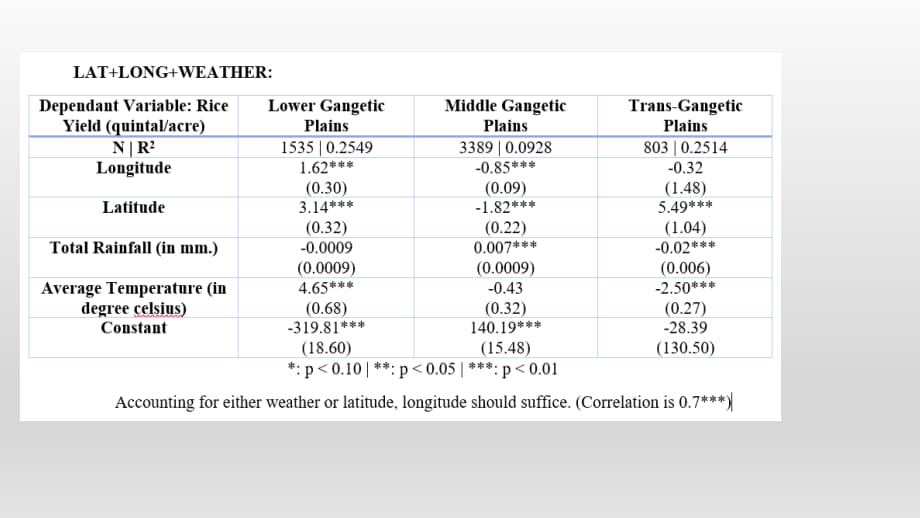 LAT+LONG+WEATHER:
Dependant Variable: Rice Yield (quintal/acre) Lower Gangetic Plains Middle Gangetic Plains Trans-Gangetic Plains
N | R² 1535 | 0.2549 3389 | 0.0928 803 | 0.2514
Longitude 1.62*** -0.85*** -0.32
(0.30) (0.09) (1.48)
Latitude 3.14*** -1.82*** 5.49***
(0.32) (0.22) (1.04)
Total Rainfall (in mm.) -0.0009 0.007*** -0.02***
(0.0009) (0.0009) (0.006)
Average Temperature (in 4.65*** -0.43 -2.50***
degree celsius) (0.68) (0.32) (0.27)
Constant -319.81*** 140.19*** -28.39
(18.60) (15.48) (130.50)
*: p < 0.10 | **: p < 0.05 | ***: p < 0.01
Accounting for either weather or latitude, longitude should suffice. (Correlation is 0.7***)